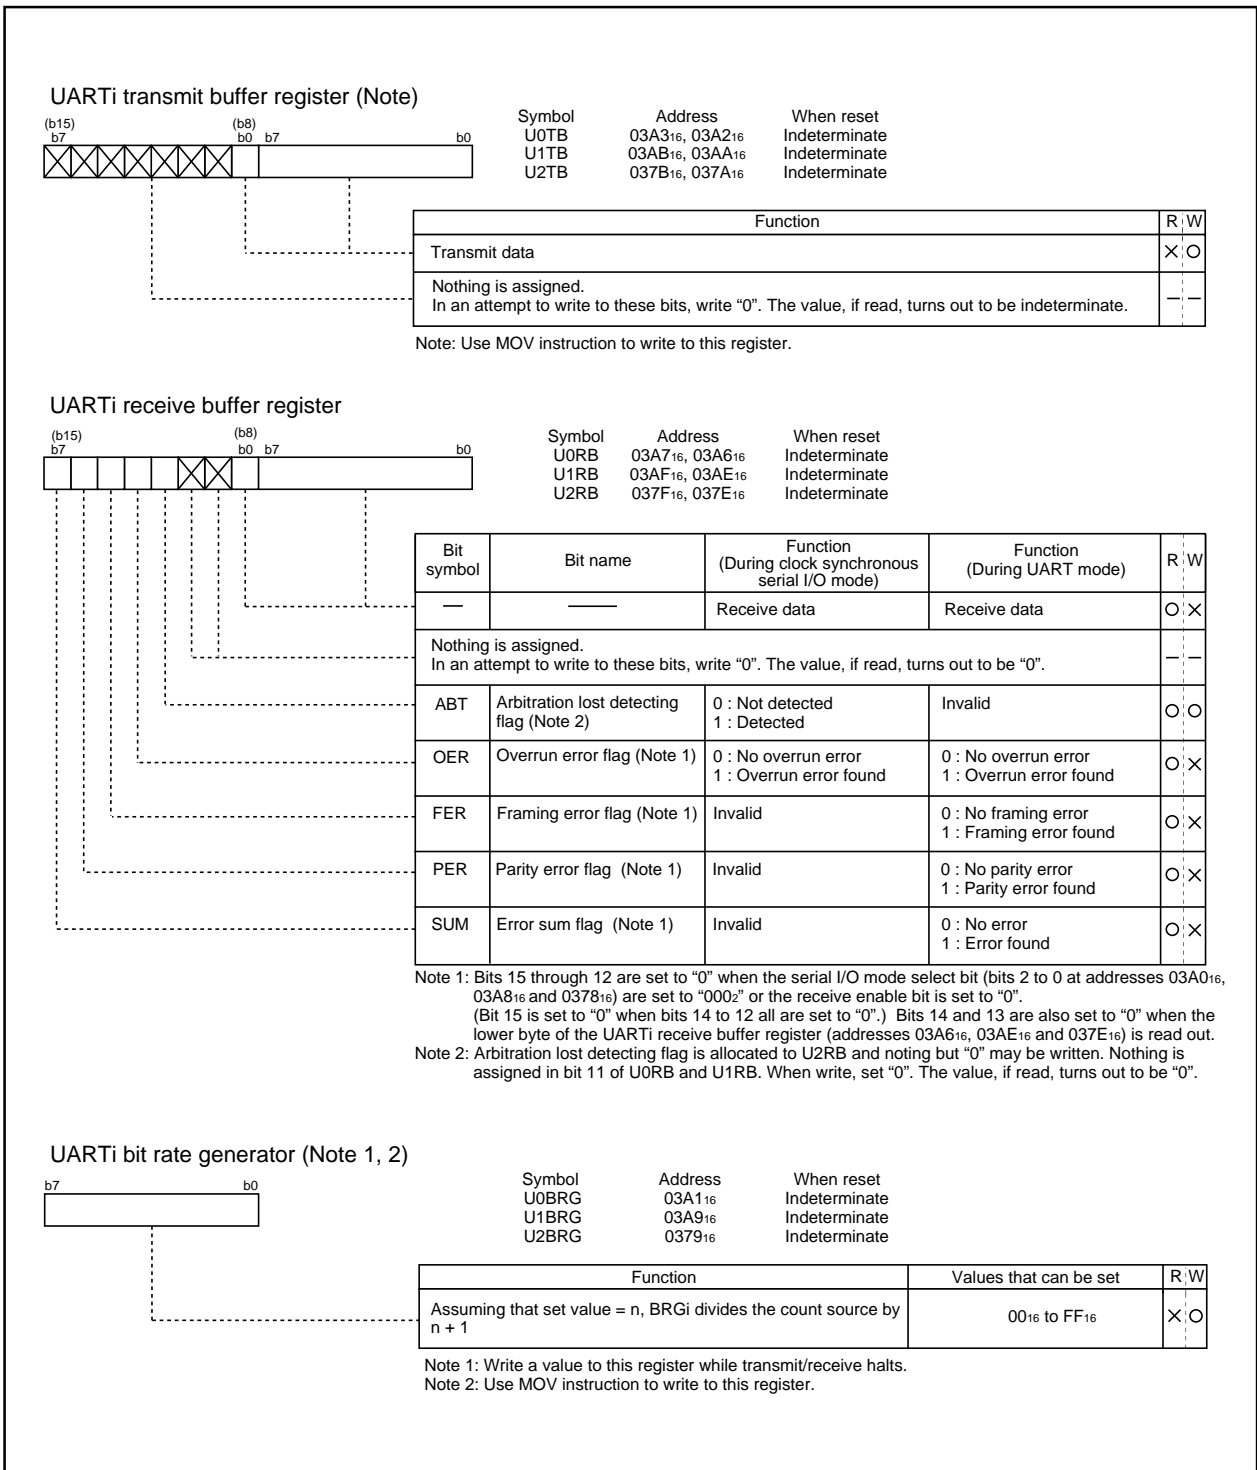 UARTi transmit buffer register (Note)
(b15) (b8)
b7 b0 b7 b0
Symbol Address When reset
U0TB 03A316, 03A216 Indeterminate
U1TB 03AB16, 03AA16 Indeterminate
U2TB 037B16, 037A16 Indeterminate
Function R W
Transmit data
Nothing is assigned.
In an attempt to write to these bits, write “0”. The value, if read, turns out to be indeterminate.
Note: Use MOV instruction to write to this register.
UARTi receive buffer register
(b15) (b8)
b7 b0 b7 b0
Symbol Address When reset
U0RB 03A716, 03A616 Indeterminate
U1RB 03AF16, 03AE16 Indeterminate
U2RB 037F16, 037E16 Indeterminate
Bit symbol Bit name Function (During clock synchronous serial I/O mode) Function (During UART mode) R W
Receive data Receive data
Nothing is assigned.
In an attempt to write to these bits, write “0”. The value, if read, turns out to be “0”.
ABT Arbitration lost detecting flag (Note 2) 0 : Not detected 1 : Detected Invalid
OER Overrun error flag (Note 1) 0 : No overrun error 1 : Overrun error found 0 : No overrun error 1 : Overrun error found
FER Framing error flag (Note 1) Invalid 0 : No framing error 1 : Framing error found
PER Parity error flag (Note 1) Invalid 0 : No parity error 1 : Parity error found
SUM Error sum flag (Note 1) Invalid 0 : No error 1 : Error found
Note 1: Bits 15 through 12 are set to “0” when the serial I/O mode select bit (bits 2 to 0 at addresses 03A016,
03A816 and 037816) are set to “0002” or the receive enable bit is set to “0”.
(Bit 15 is set to “0” when bits 14 to 12 all are set to “0”.) Bits 14 and 13 are also set to “0” when the
lower byte of the UARTi receive buffer register (addresses 03A616, 03AE16 and 037E16) is read out.
Note 2: Arbitration lost detecting flag is allocated to U2RB and noting but “0” may be written. Nothing is
assigned in bit 11 of U0RB and U1RB. When write, set “0”. The value, if read, turns out to be “0”.
UARTi bit rate generator (Note 1, 2)
b7 b0
Symbol Address When reset
U0BRG 03A116 Indeterminate
U1BRG 03A916 Indeterminate
U2BRG 037916 Indeterminate
Function Values that can be set R W
Assuming that set value = n, BRGi divides the count source by
n + 1
0016 to FF16
Note 1: Write a value to this register while transmit/receive halts.
Note 2: Use MOV instruction to write to this register.